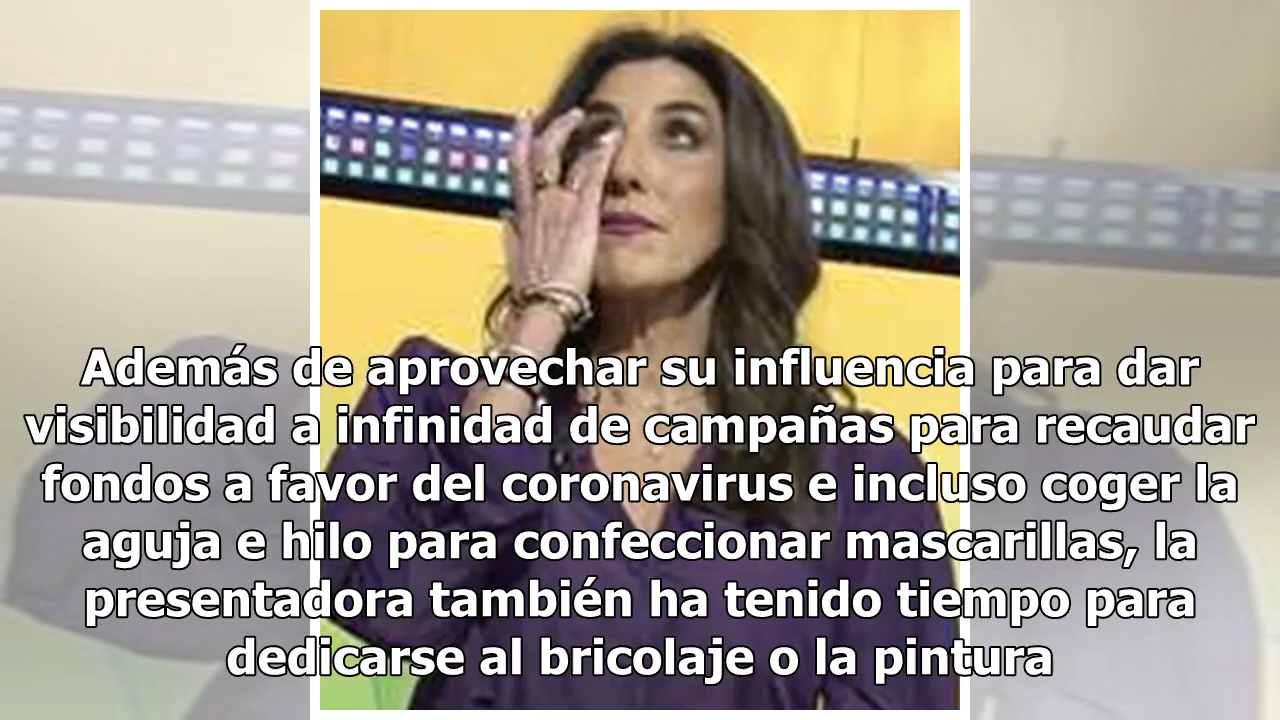 Además de aprovechar su influencia para dar
visibilidad a infinidad de campañas para recaudar
fondos a favor del coronavirus e incluso coger la
aguja e hilo para confeccionar mascarillas, la
presentadora también ha tenido tiempo para
dedicarse al bricolaje o la pintura